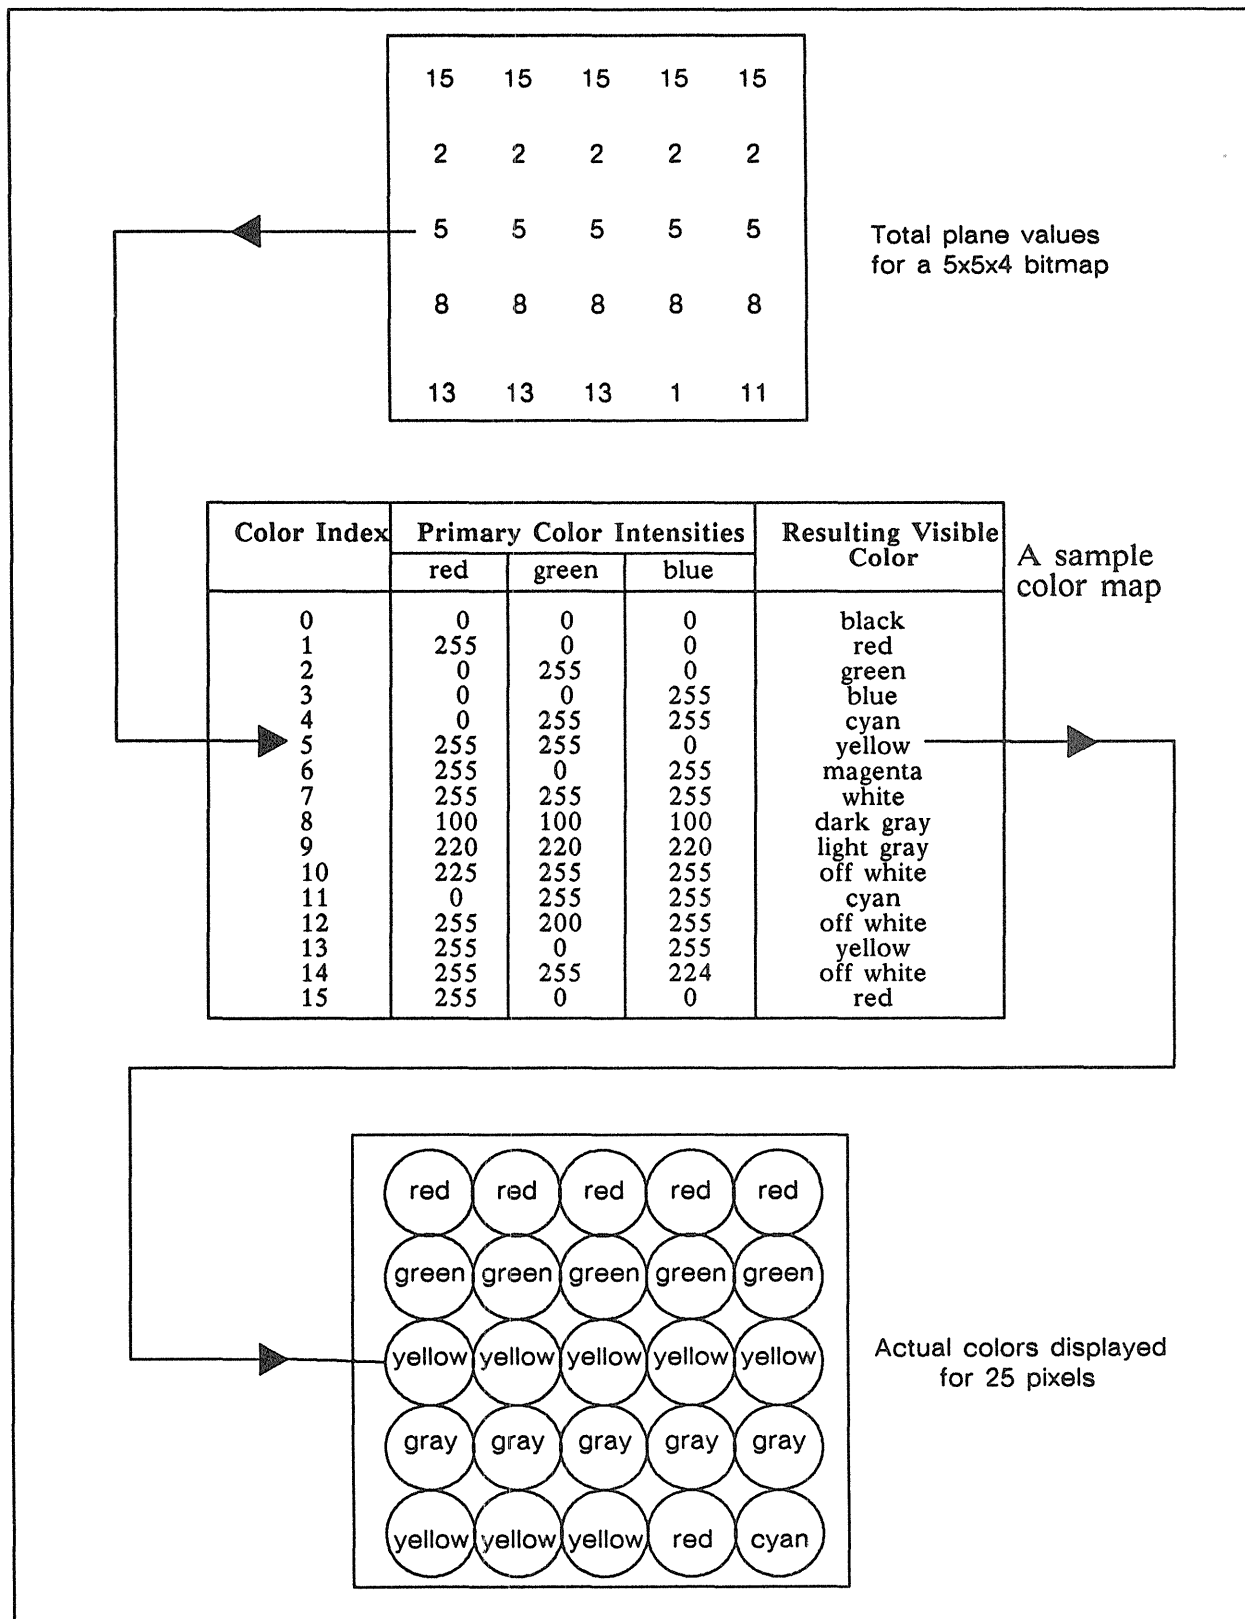 15 15 15 15 15
2 2 2 2 2
5 5 5 5 5
8 8 8 8 8
13 13 13 1 11
Total plane values
for a 5x5x4 bitmap
Color Index Primary Color Intensities Resulting Visible
Color
red green blue
A sample
color map
0 0 0 0 black
1 255 0 0 red
2 0 255 0 green
3 0 0 255 blue
4 0 255 255 cyan
5 255 255 0 yellow
6 255 0 255 magenta
7 255 255 255 white
8 100 100 100 dark gray
9 220 220 220 light gray
10 225 255 255 off white
11 0 255 255 cyan
12 255 200 255 off white
13 255 0 255 yellow
14 255 255 224 off white
15 255 0 0 red
red red red red red
green green green green green
yellow yellow yellow yellow yellow
gray gray gray gray gray
yellow yellow yellow red cyan
Actual colors displayed
for 25 pixels